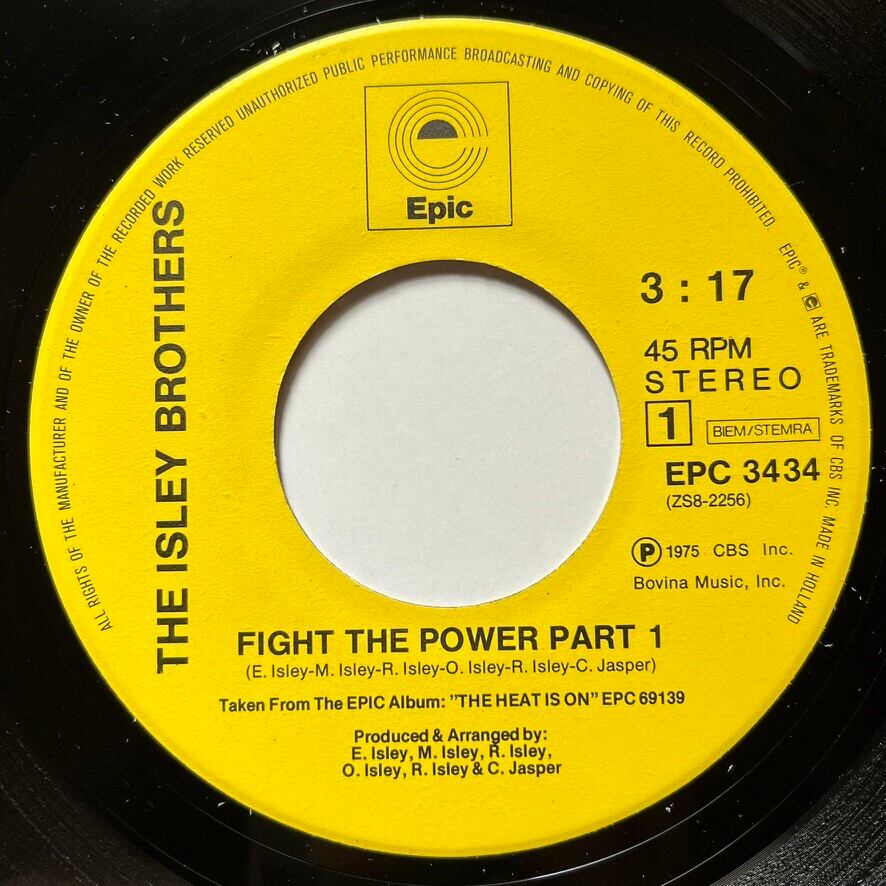 ALL RIGHTS OF THE MANUFACTURER AND OF THE OWNER OF THE RECORDED WORK RESERVED UNAUTHORIZED PUBLIC PERFORMANCE BROADCASTING AND COPYING OF THIS RECORD PROHIBITED. EPIC® & ARE TRADEMARKS OF CBS INC. MADE IN HOLLAND
Epic
THE ISLEY BROTHERS
3 : 17
45 RPM
STEREO
1 BIEM/STEMRA
EPC 3434
(ZS8-2256)
Ⓟ 1975 CBS Inc.
Bovina Music, Inc.
FIGHT THE POWER PART 1
(E. Isley-M. Isley-R. Isley-O. Isley-R. Isley-C. Jasper)
Taken From The EPIC Album: "THE HEAT IS ON" EPC 69139
Produced & Arranged by:
E. Isley, M. Isley, R. Isley,
O. Isley, R. Isley & C. Jasper